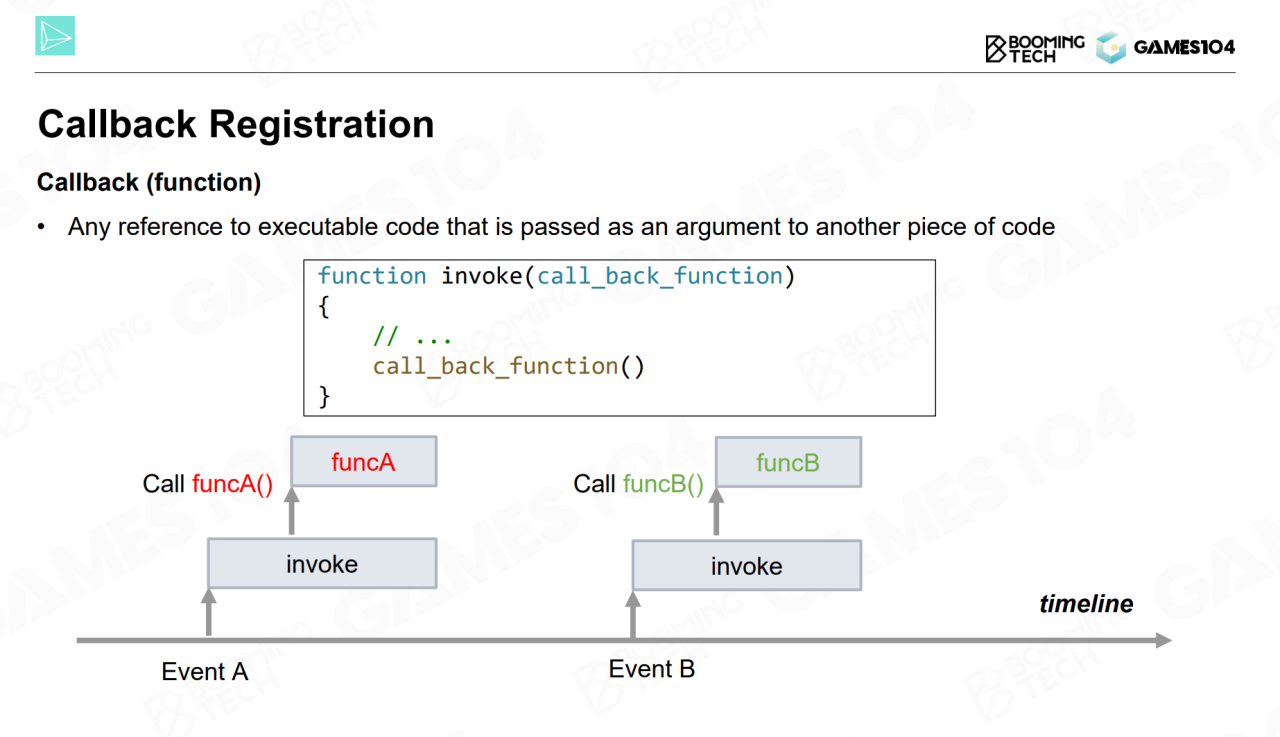 BOOMING
TECH
GAMES104
Callback Registration
Callback (function)
• Any reference to executable code that is passed as an argument to another piece of code
function invoke(call_back_function)
{
// ...
call_back_function()
}
funcA
Call funcA()
invoke
funcB
Call funcB()
invoke
timeline
Event A
Event B